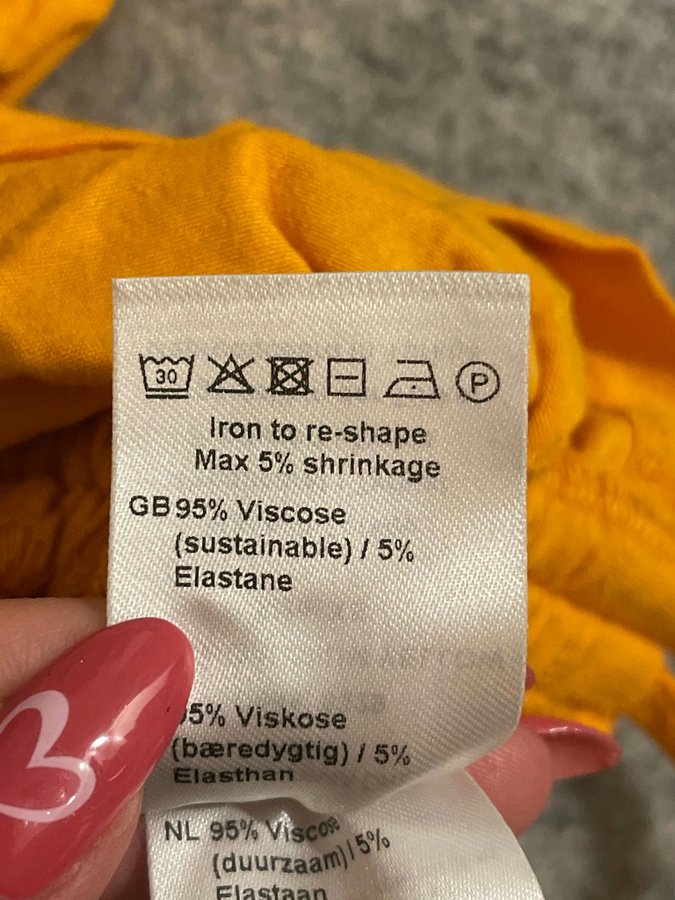 30 P
Iron to re-shape
Max 5% shrinkage
GB 95% Viscose
(sustainable) / 5%
Elastane
5% Viskose
(bæredygtig) / 5%
Elasthan
NL 95% Viscose
(duurzaam) / 5%
Elastaan